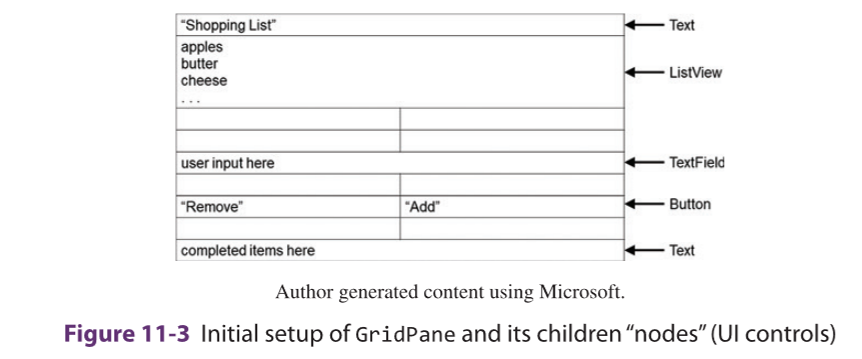 "Shopping List" Text
apples
butter
cheese
. . .
ListView
user input here TextField
"Remove" "Add" Button
completed items here Text
Author generated content using Microsoft.
Figure 11-3 Initial setup of GridPane and its children "nodes" (UI controls)